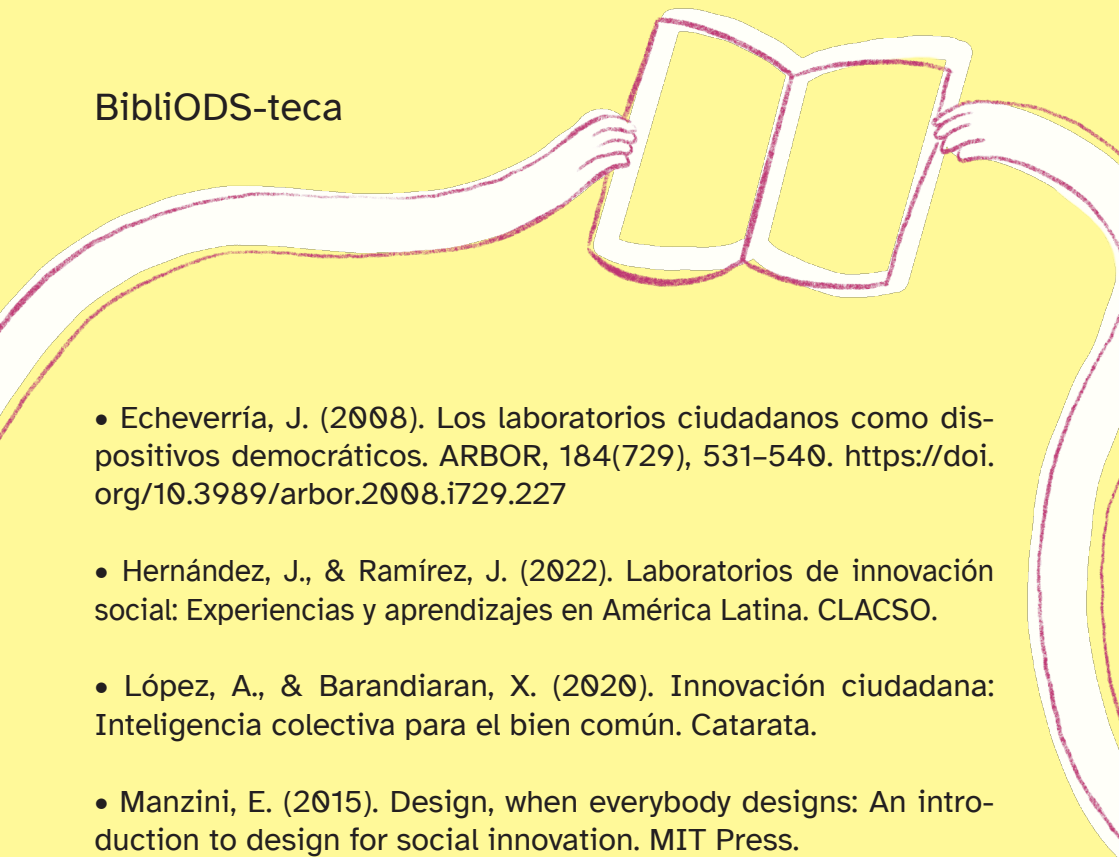 BibliODS-teca
• Echeverría, J. (2008). Los laboratorios ciudadanos como dis-
positivos democráticos. ARBOR, 184(729), 531–540. https://doi.
org/10.3989/arbor.2008.i729.227
• Hernández, J., & Ramírez, J. (2022). Laboratorios de innovación
social: Experiencias y aprendizajes en América Latina. CLACSO.
• López, A., & Barandiaran, X. (2020). Innovación ciudadana:
Inteligencia colectiva para el bien común. Catarata.
• Manzini, E. (2015). Design, when everybody designs: An intro-
duction to design for social innovation. MIT Press.